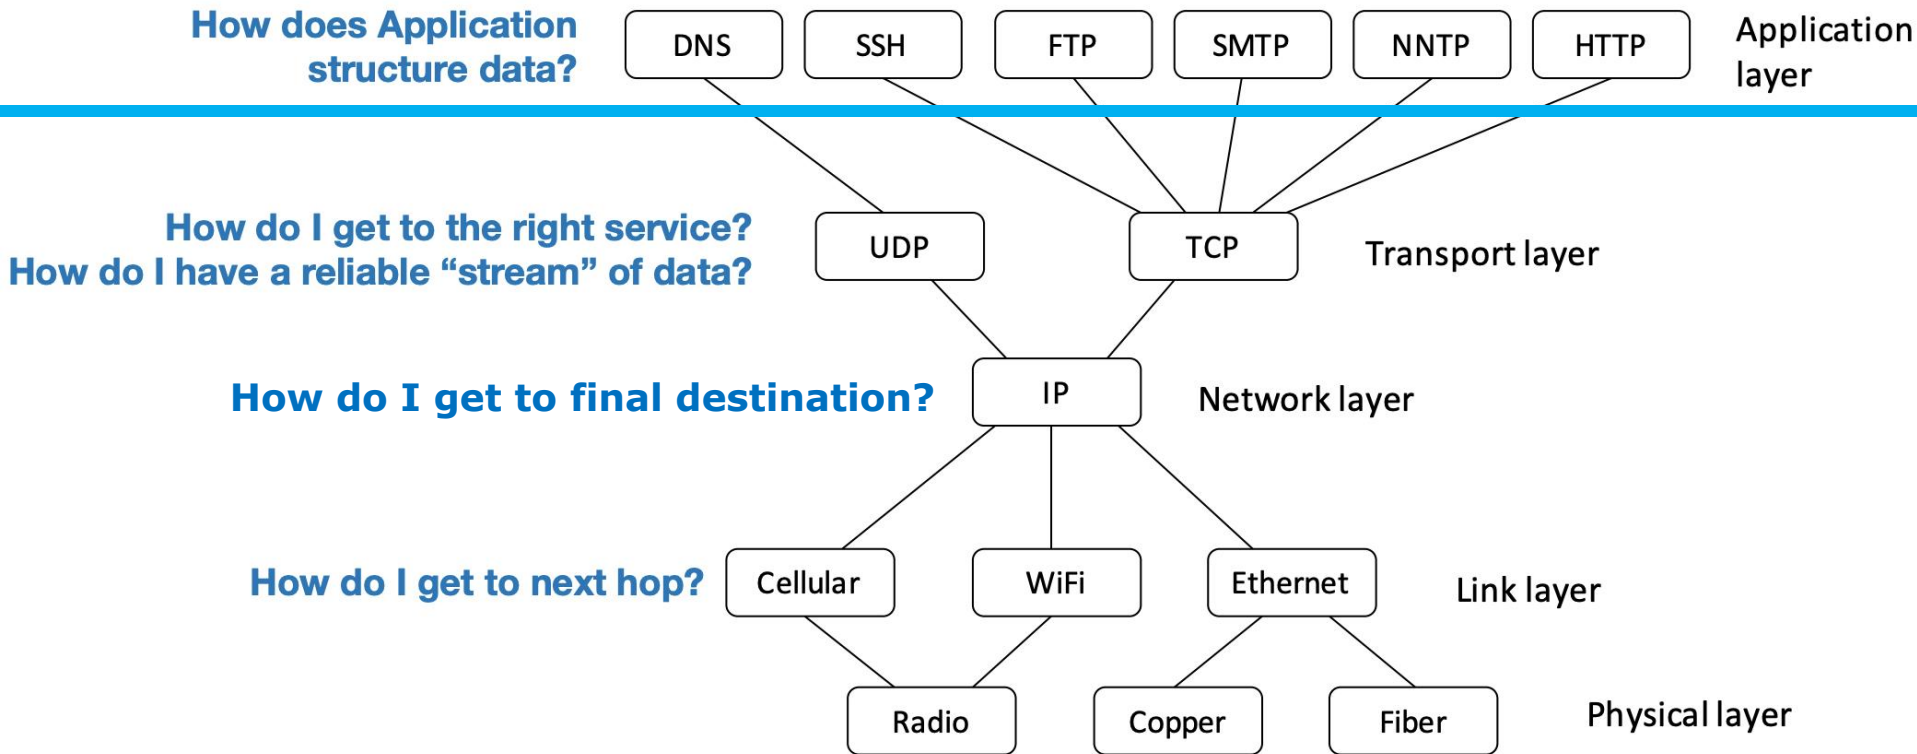 How does Application
structure data?
DNS
SSH
FTP
SMTP
NNTP
HTTP
Application
layer
How do I get to the right service?
How do I have a reliable “stream” of data?
UDP
TCP
Transport layer
How do I get to final destination?
IP
Network layer
How do I get to next hop?
Cellular
WiFi
Ethernet
Link layer
Radio
Copper
Fiber
Physical layer